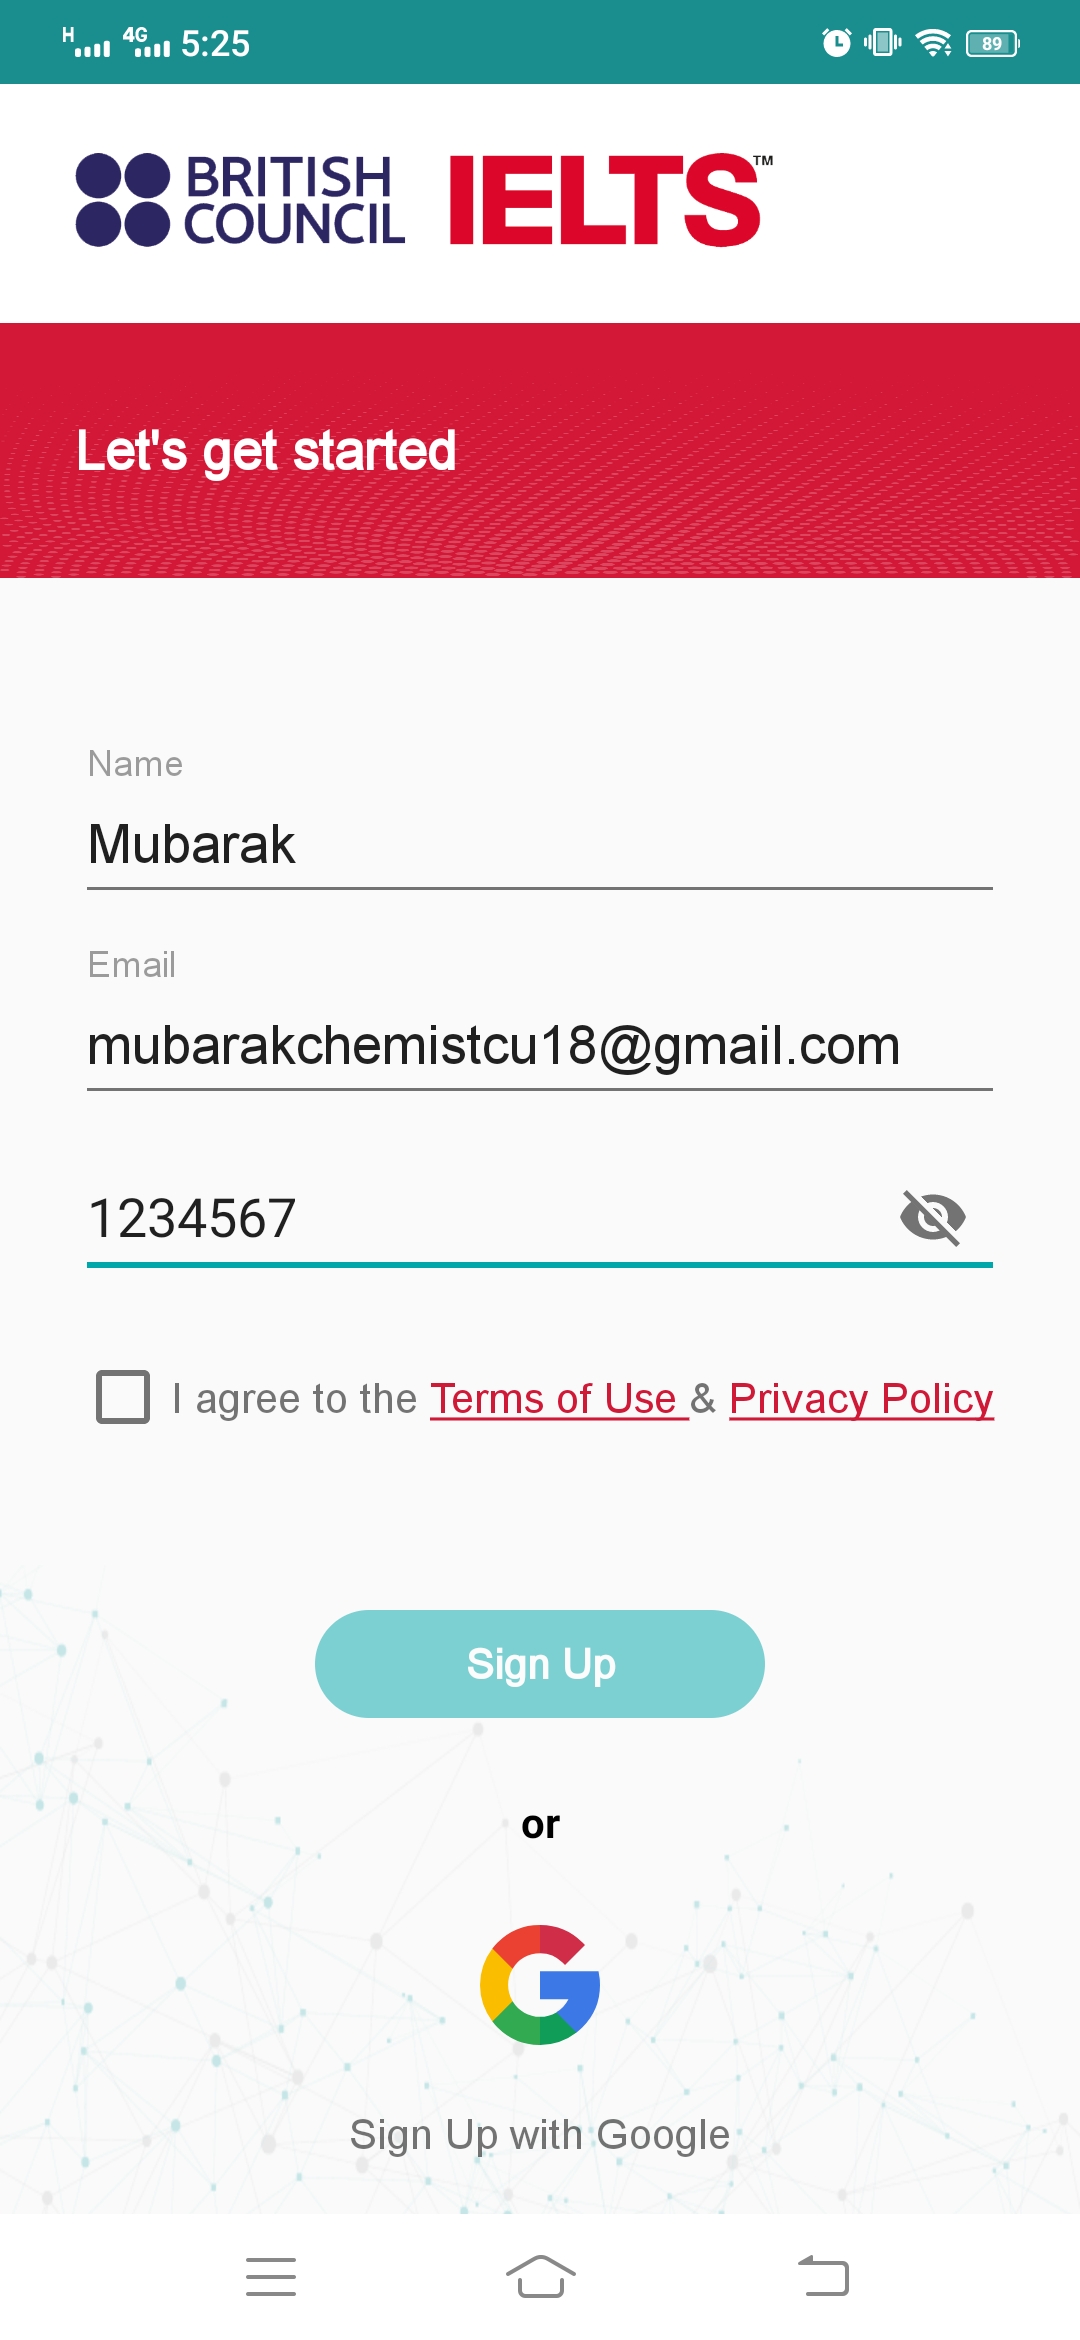 H 4G 5:25 89
BRITISH
COUNCIL
IELTS™
Let's get started
Name
Mubarak
Email
mubarakchemistcu18@gmail.com
1234567
I agree to the Terms of Use & Privacy Policy
Sign Up
or
Sign Up with Google